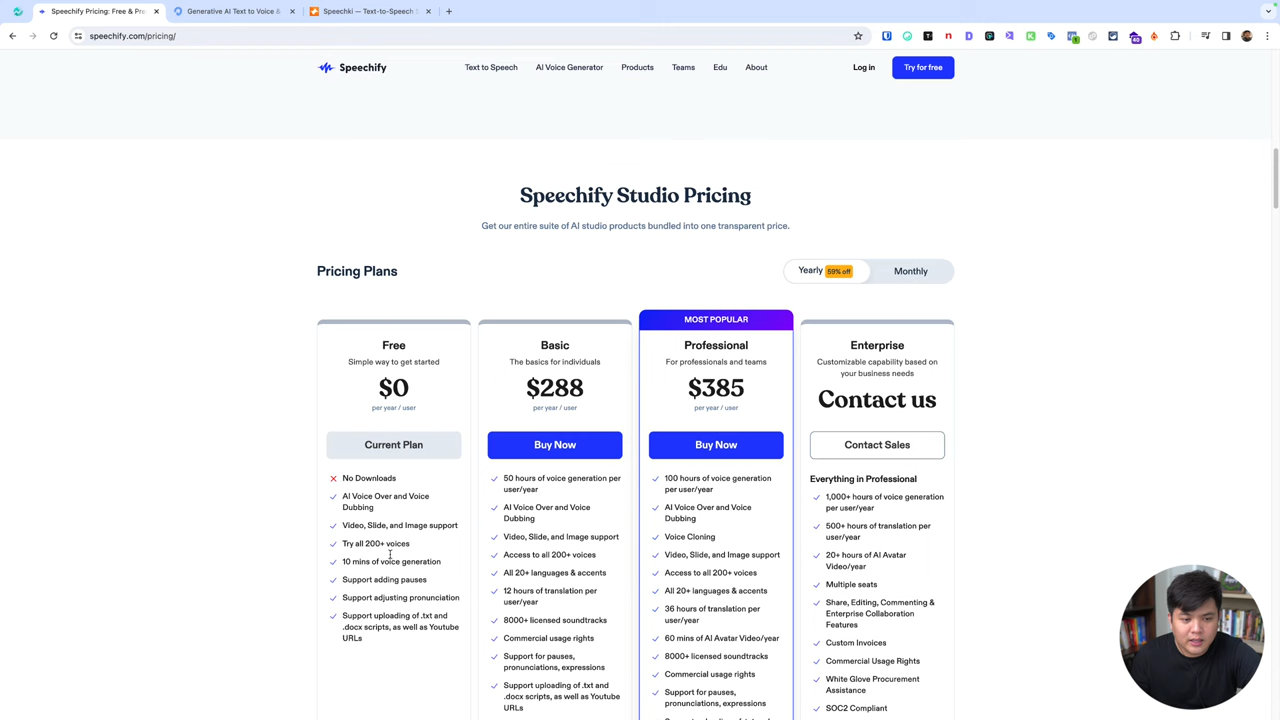 Speechify Pricing: Free & Pre
Generative AI Text to Voice &
Speechki — Text-to-Speech S
speechify.com/pricing/
Speechify
Text to Speech
AI Voice Generator
Products
Teams
Edu
About
Log in
Try for free
Speechify Studio Pricing
Get our entire suite of AI studio products bundled into one transparent price.
Pricing Plans
Yearly 59% off
Monthly
Free
Simple way to get started
$0
per year / user
Current Plan
No Downloads
AI Voice Over and Voice
Dubbing
Video, Slide, and Image support
Try all 200+ voices
10 mins of voice generation
Support adding pauses
Support adjusting pronunciation
Support uploading of .txt and
.docx scripts, as well as Youtube
URLs
Basic
The basics for individuals
$288
per year / user
Buy Now
50 hours of voice generation per
user/year
AI Voice Over and Voice
Dubbing
Video, Slide, and Image support
Access to all 200+ voices
All 20+ languages & accents
12 hours of translation per
user/year
8000+ licensed soundtracks
Commercial usage rights
Support for pauses,
pronunciations, expressions
Support uploading of .txt and
.docx scripts, as well as Youtube
URLs
MOST POPULAR
Professional
For professionals and teams
$385
per year / user
Buy Now
100 hours of voice generation
per user/year
AI Voice Over and Voice
Dubbing
Voice Cloning
Video, Slide, and Image support
Access to all 200+ voices
All 20+ languages & accents
36 hours of translation per
user/year
60 mins of AI Avatar Video/year
8000+ licensed soundtracks
Commercial usage rights
Support for pauses,
pronunciations, expressions
Enterprise
Customizable capability based on
your business needs
Contact us
Contact Sales
Everything in Professional
1,000+ hours of voice generation
per user/year
500+ hours of translation per
user/year
20+ hours of AI Avatar
Video/year
Multiple seats
Share, Editing, Commenting &
Enterprise Collaboration
Features
Custom Invoices
Commercial Usage Rights
White Glove Procurement
Assistance
SOC2 Compliant